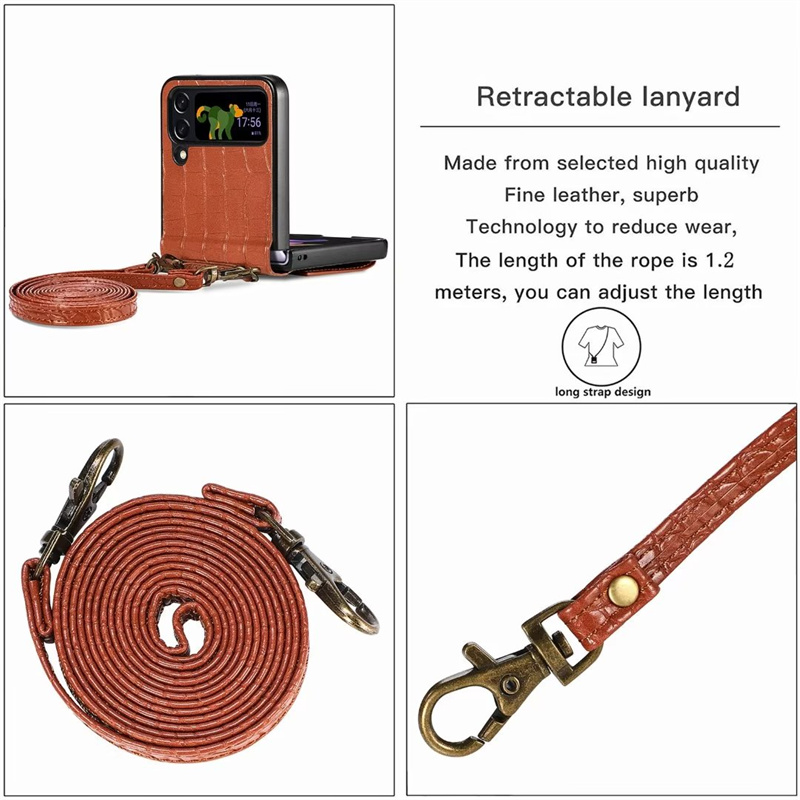 17:56
Retractable lanyard
Made from selected high quality
Fine leather, superb
Technology to reduce wear,
The length of the rope is 1.2
meters, you can adjust the length
long strap design